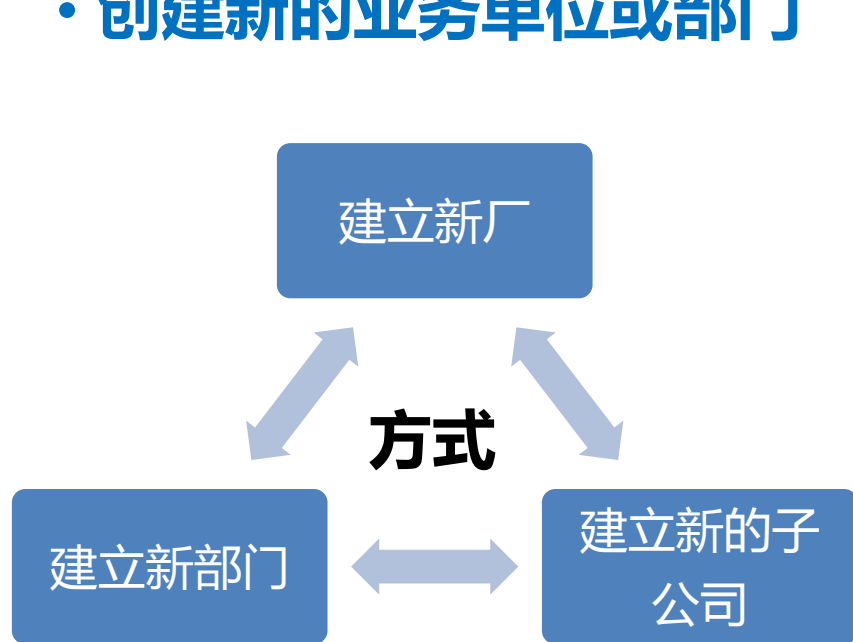 • 创建新的业务单位或部门
建立新厂
方式
建立新部门
建立新的子
公司